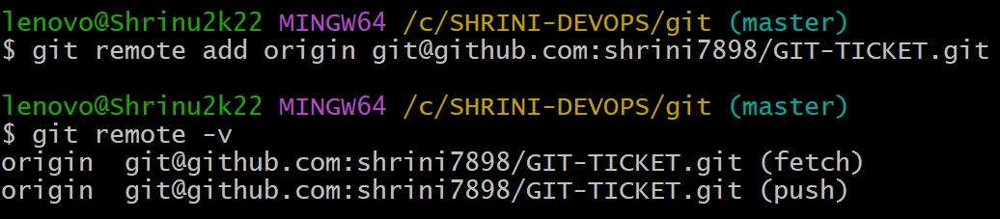 lenovo@Shrinu2k22 MINGW64 /c/SHRINI-DEVOPS/git (master)
$ git remote add origin git@github.com:shrini7898/GIT-TICKET.git
lenovo@Shrinu2k22 MINGW64 /c/SHRINI-DEVOPS/git (master)
$ git remote -v
origin  git@github.com:shrini7898/GIT-TICKET.git (fetch)
origin  git@github.com:shrini7898/GIT-TICKET.git (push)